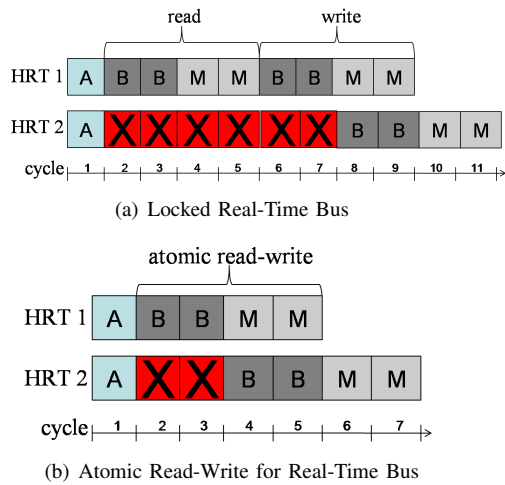 read write
HRT 1 A B B M M B B M M
HRT 2 A X X X X X X B B M M
cycle 1 2 3 4 5 6 7 8 9 10 11
(a) Locked Real-Time Bus
atomic read-write
HRT 1 A B B M M
HRT 2 A X X B B M M
cycle 1 2 3 4 5 6 7
(b) Atomic Read-Write for Real-Time Bus